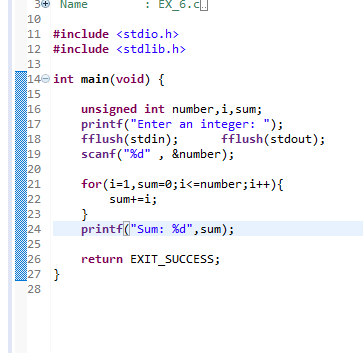 3 Name : EX_6.c
10
11 #include <stdio.h>
12 #include <stdlib.h>
13
14 int main(void) {
15
16 unsigned int number,i,sum;
17 printf("Enter an integer: ");
18 fflush(stdin); fflush(stdout);
19 scanf("%d" , &number);
20
21 for(i=1,sum=0;i<=number;i++){
22 sum+=i;
23 }
24 printf("Sum: %d",sum);
25
26 return EXIT_SUCCESS;
27 }
28